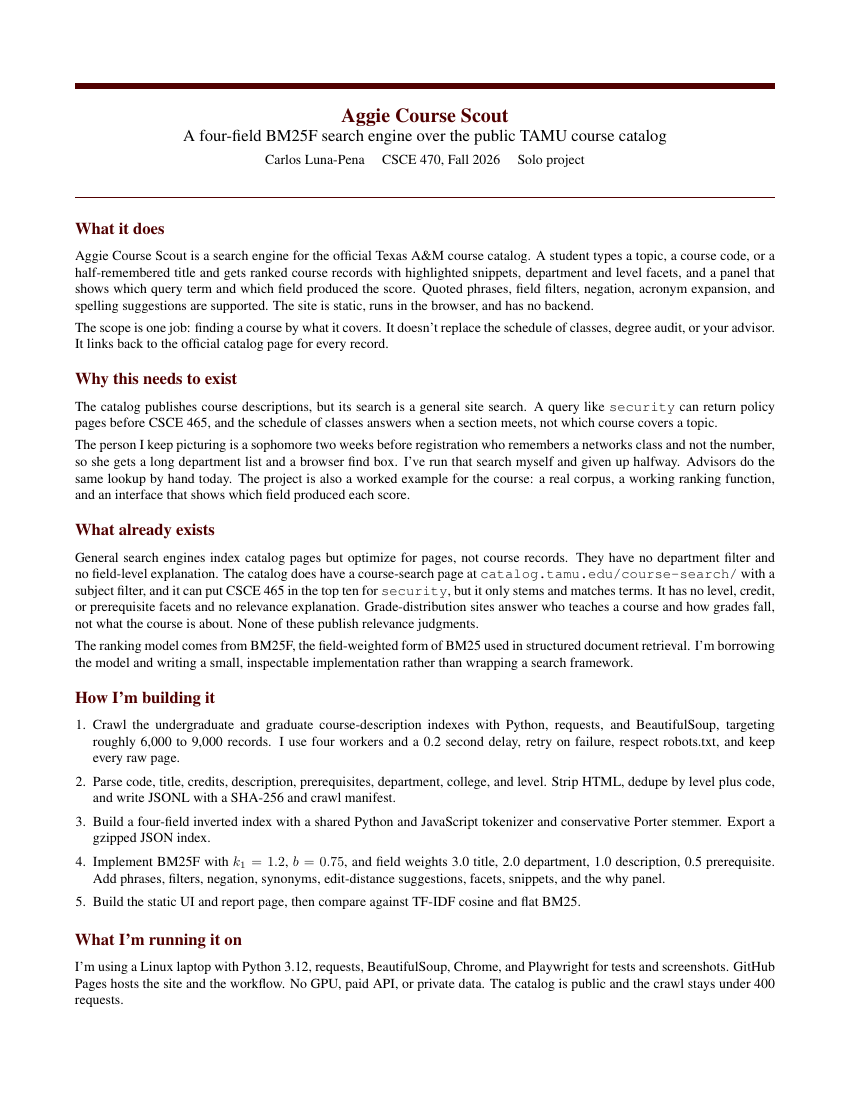 Aggie Course Scout
A four-field BM25F search engine over the public TAMU course catalog
Carlos Luna-Pena CSCE 470, Fall 2026 Solo project
What it does
Aggie Course Scout is a search engine for the official Texas A&M course catalog. A student types a topic, a course code, or a
half-remembered title and gets ranked course records with highlighted snippets, department and level facets, and a panel that
shows which query term and which field produced the score. Quoted phrases, field filters, negation, acronym expansion, and
spelling suggestions are supported. The site is static, runs in the browser, and has no backend.
The scope is one job: finding a course by what it covers. It doesn't replace the schedule of classes, degree audit, or your advisor.
It links back to the official catalog page for every record.
Why this needs to exist
The catalog publishes course descriptions, but its search is a general site search. A query like security can return policy
pages before CSCE 465, and the schedule of classes answers when a section meets, not which course covers a topic.
The person I keep picturing is a sophomore two weeks before registration who remembers a networks class and not the number,
so she gets a long department list and a browser find box. I've run that search myself and given up halfway. Advisors do the
same lookup by hand today. The project is also a worked example for the course: a real corpus, a working ranking function,
and an interface that shows which field produced each score.
What already exists
General search engines index catalog pages but optimize for pages, not course records. They have no department filter and
no field-level explanation. The catalog does have a course-search page at catalog.tamu.edu/course-search/ with a
subject filter, and it can put CSCE 465 in the top ten for security, but it only stems and matches terms. It has no level, credit,
or prerequisite facets and no relevance explanation. Grade-distribution sites answer who teaches a course and how grades fall,
not what the course is about. None of these publish relevance judgments.
The ranking model comes from BM25F, the field-weighted form of BM25 used in structured document retrieval. I'm borrowing
the model and writing a small, inspectable implementation rather than wrapping a search framework.
How I'm building it
1. Crawl the undergraduate and graduate course-description indexes with Python, requests, and BeautifulSoup, targeting
roughly 6,000 to 9,000 records. I use four workers and a 0.2 second delay, retry on failure, respect robots.txt, and keep
every raw page.
2. Parse code, title, credits, description, prerequisites, department, college, and level. Strip HTML, dedupe by level plus code,
and write JSONL with a SHA-256 and crawl manifest.
3. Build a four-field inverted index with a shared Python and JavaScript tokenizer and conservative Porter stemmer. Export a
gzipped JSON index.
4. Implement BM25F with k₁ = 1.2, b = 0.75, and field weights 3.0 title, 2.0 department, 1.0 description, 0.5 prerequisite.
Add phrases, filters, negation, synonyms, edit-distance suggestions, facets, snippets, and the why panel.
5. Build the static UI and report page, then compare against TF-IDF cosine and flat BM25.
What I'm running it on
I'm using a Linux laptop with Python 3.12, requests, BeautifulSoup, Chrome, and Playwright for tests and screenshots. GitHub
Pages hosts the site and the workflow. No GPU, paid API, or private data. The catalog is public and the crawl stays under 400
requests.